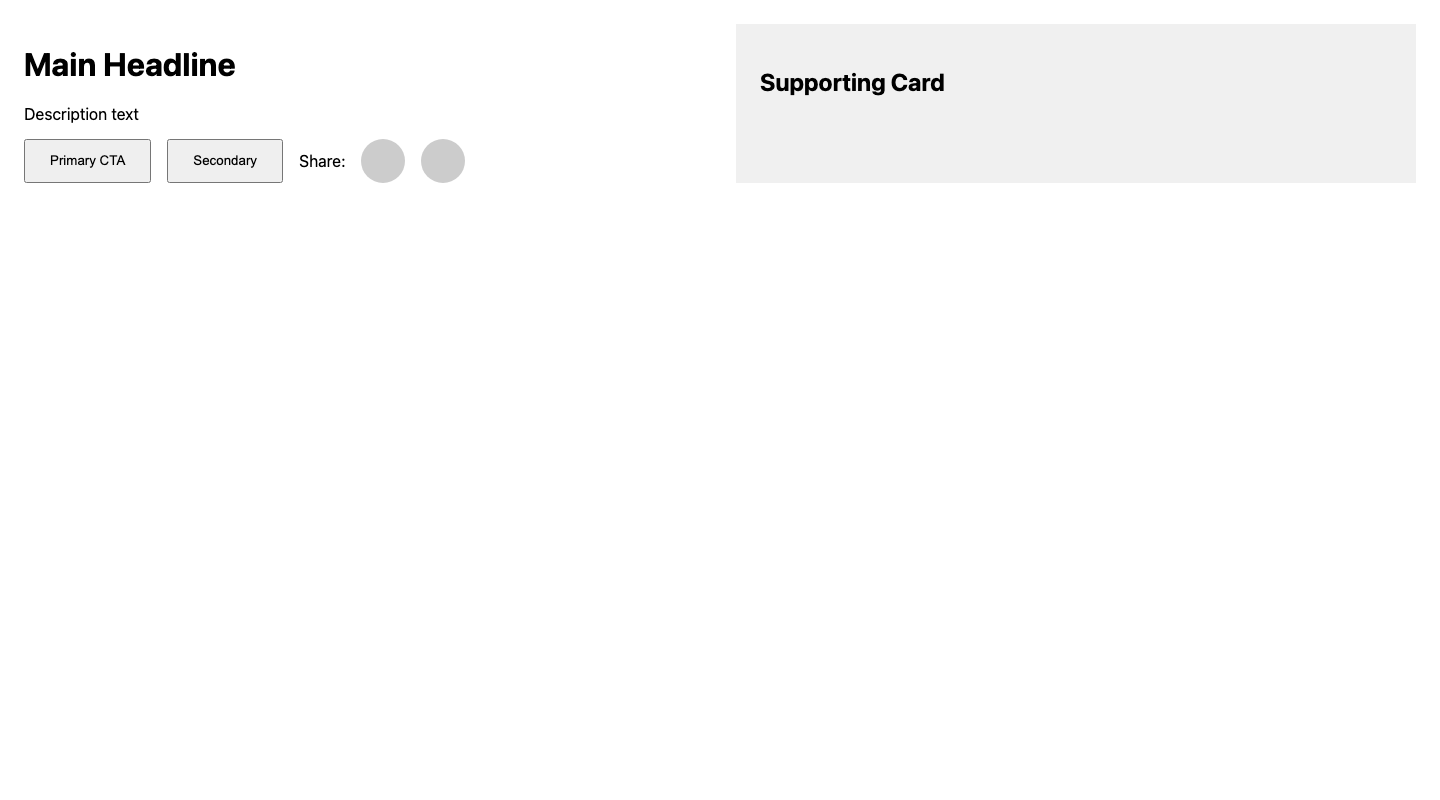 Main Headline
Description text
Primary CTA
Secondary
Share:
Supporting Card